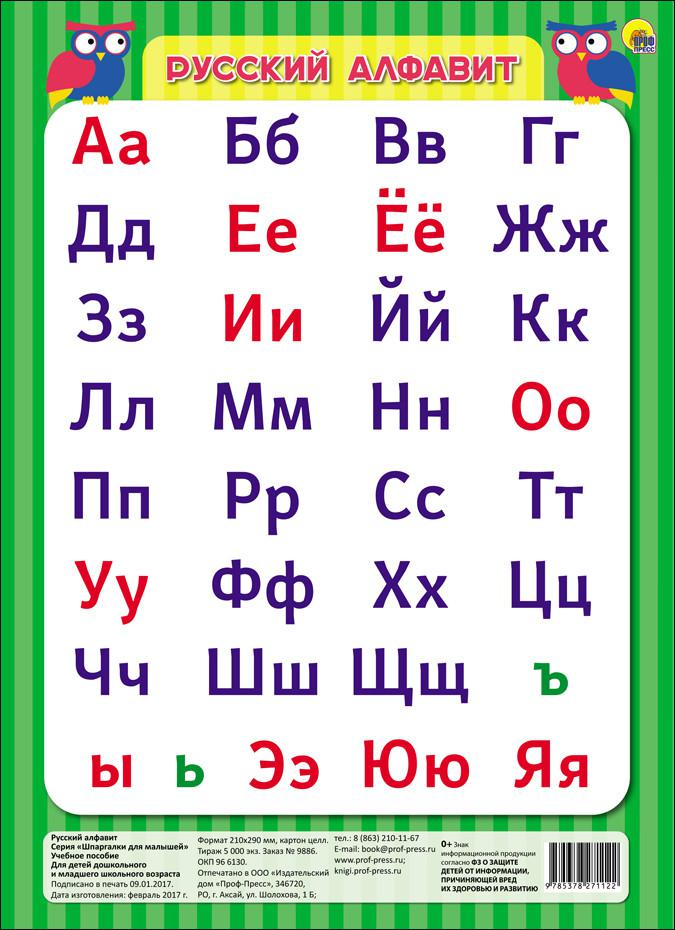 РУССКИЙ АЛФАВИТ
ПРОФ
ПРЕСС
Аа Бб Вв Гг
Дд Ее Ёё Жж
Зз Ии Йй Кк
Лл Мм Нн Оо
Пп Рр Сс Тт
Уу Фф Хх Цц
Чч Шш Щщ ъ
ы ь Ээ Юю Яя
Русский алфавит
Серия «Шпаргалки для малышей»
Учебное пособие
Для детей дошкольного
и младшего школьного возраста
Подписано в печать 09.01.2017.
Дата изготовления: февраль 2017 г.
Формат 210х290 мм, картон целл.
Тираж 5 000 экз. Заказ № 9886.
ОКП 96 6130.
Отпечатано в ООО «Издательский
дом «Проф-Пресс», 346720,
РО, г. Аксай, ул. Шолохова, 1 Б;
тел.: 8 (863) 210-11-67
E-mail: book@prof-press.ru
www.prof-press.ru;
knigi.prof-press.ru
0+ Знак
информационной продукции
согласно ФЗ О ЗАЩИТЕ
ДЕТЕЙ ОТ ИНФОРМАЦИИ,
ПРИЧИНЯЮЩЕЙ ВРЕД
ИХ ЗДОРОВЬЮ И РАЗВИТИЮ
9 785378 271122